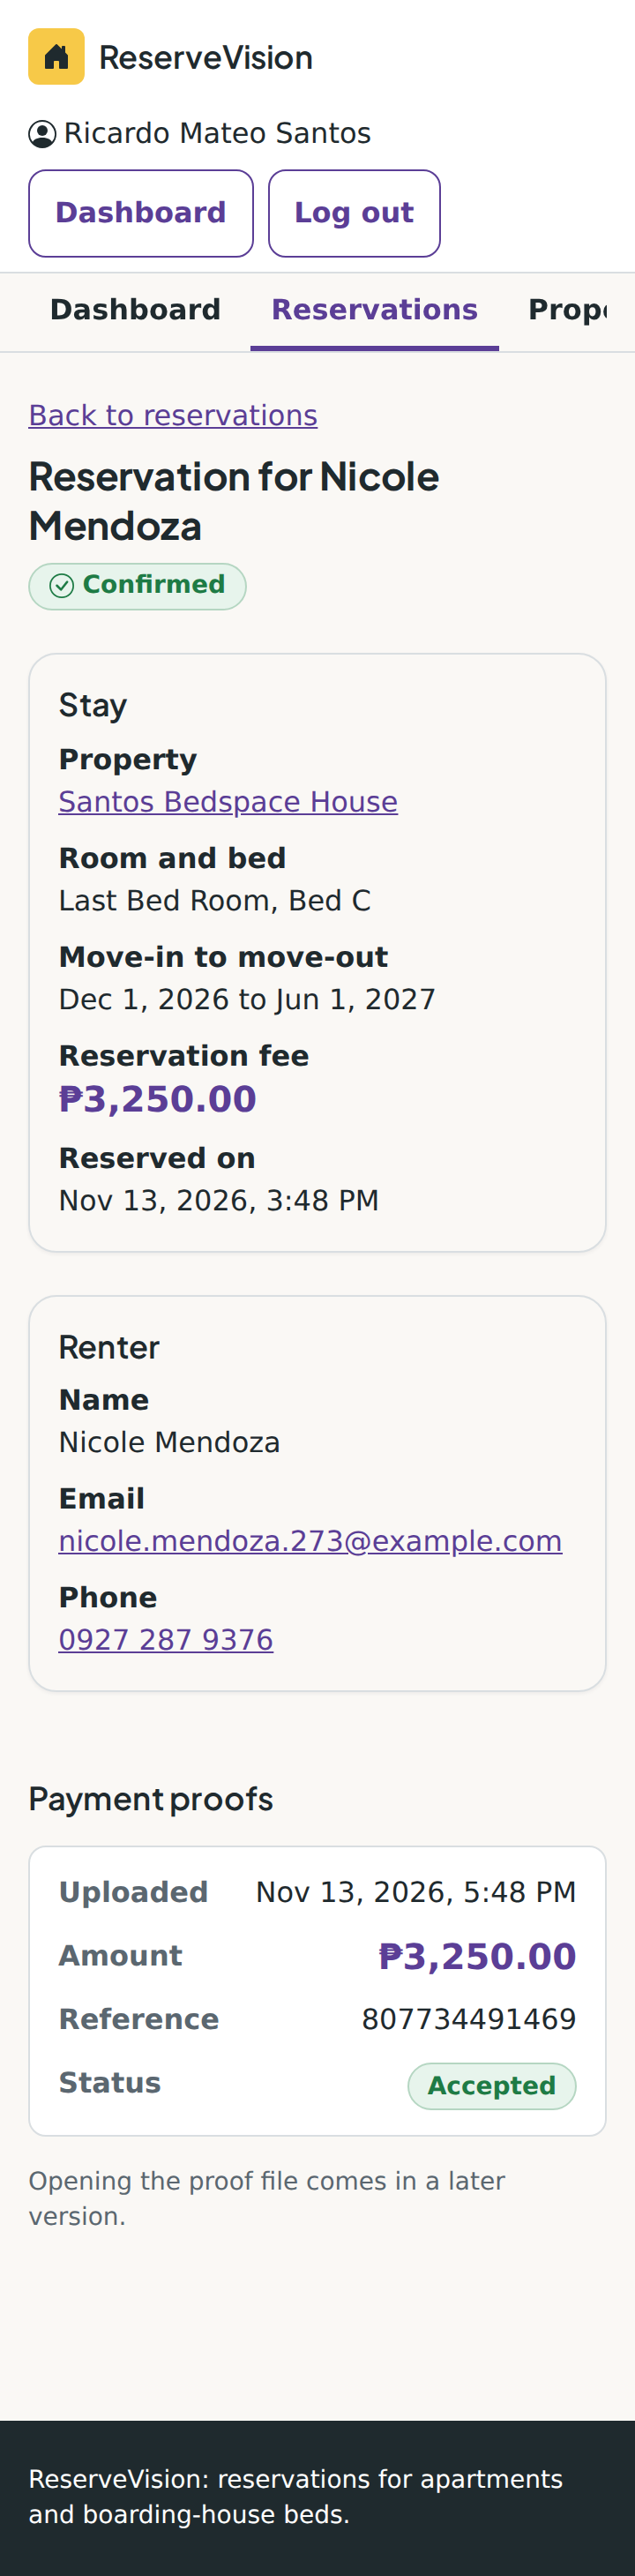 ReserveVision
Ricardo Mateo Santos
Dashboard Log out
Dashboard Reservations Prop
Back to reservations
Reservation for Nicole
Mendoza
Confirmed
Stay
Property
Santos Bedspace House
Room and bed
Last Bed Room, Bed C
Move-in to move-out
Dec 1, 2026 to Jun 1, 2027
Reservation fee
₱3,250.00
Reserved on
Nov 13, 2026, 3:48 PM
Renter
Name
Nicole Mendoza
Email
nicole.mendoza.273@example.com
Phone
0927 287 9376
Payment proofs
Uploaded Nov 13, 2026, 5:48 PM
Amount ₱3,250.00
Reference 807734491469
Status Accepted
Opening the proof file comes in a later
version.
ReserveVision: reservations for apartments
and boarding-house beds.